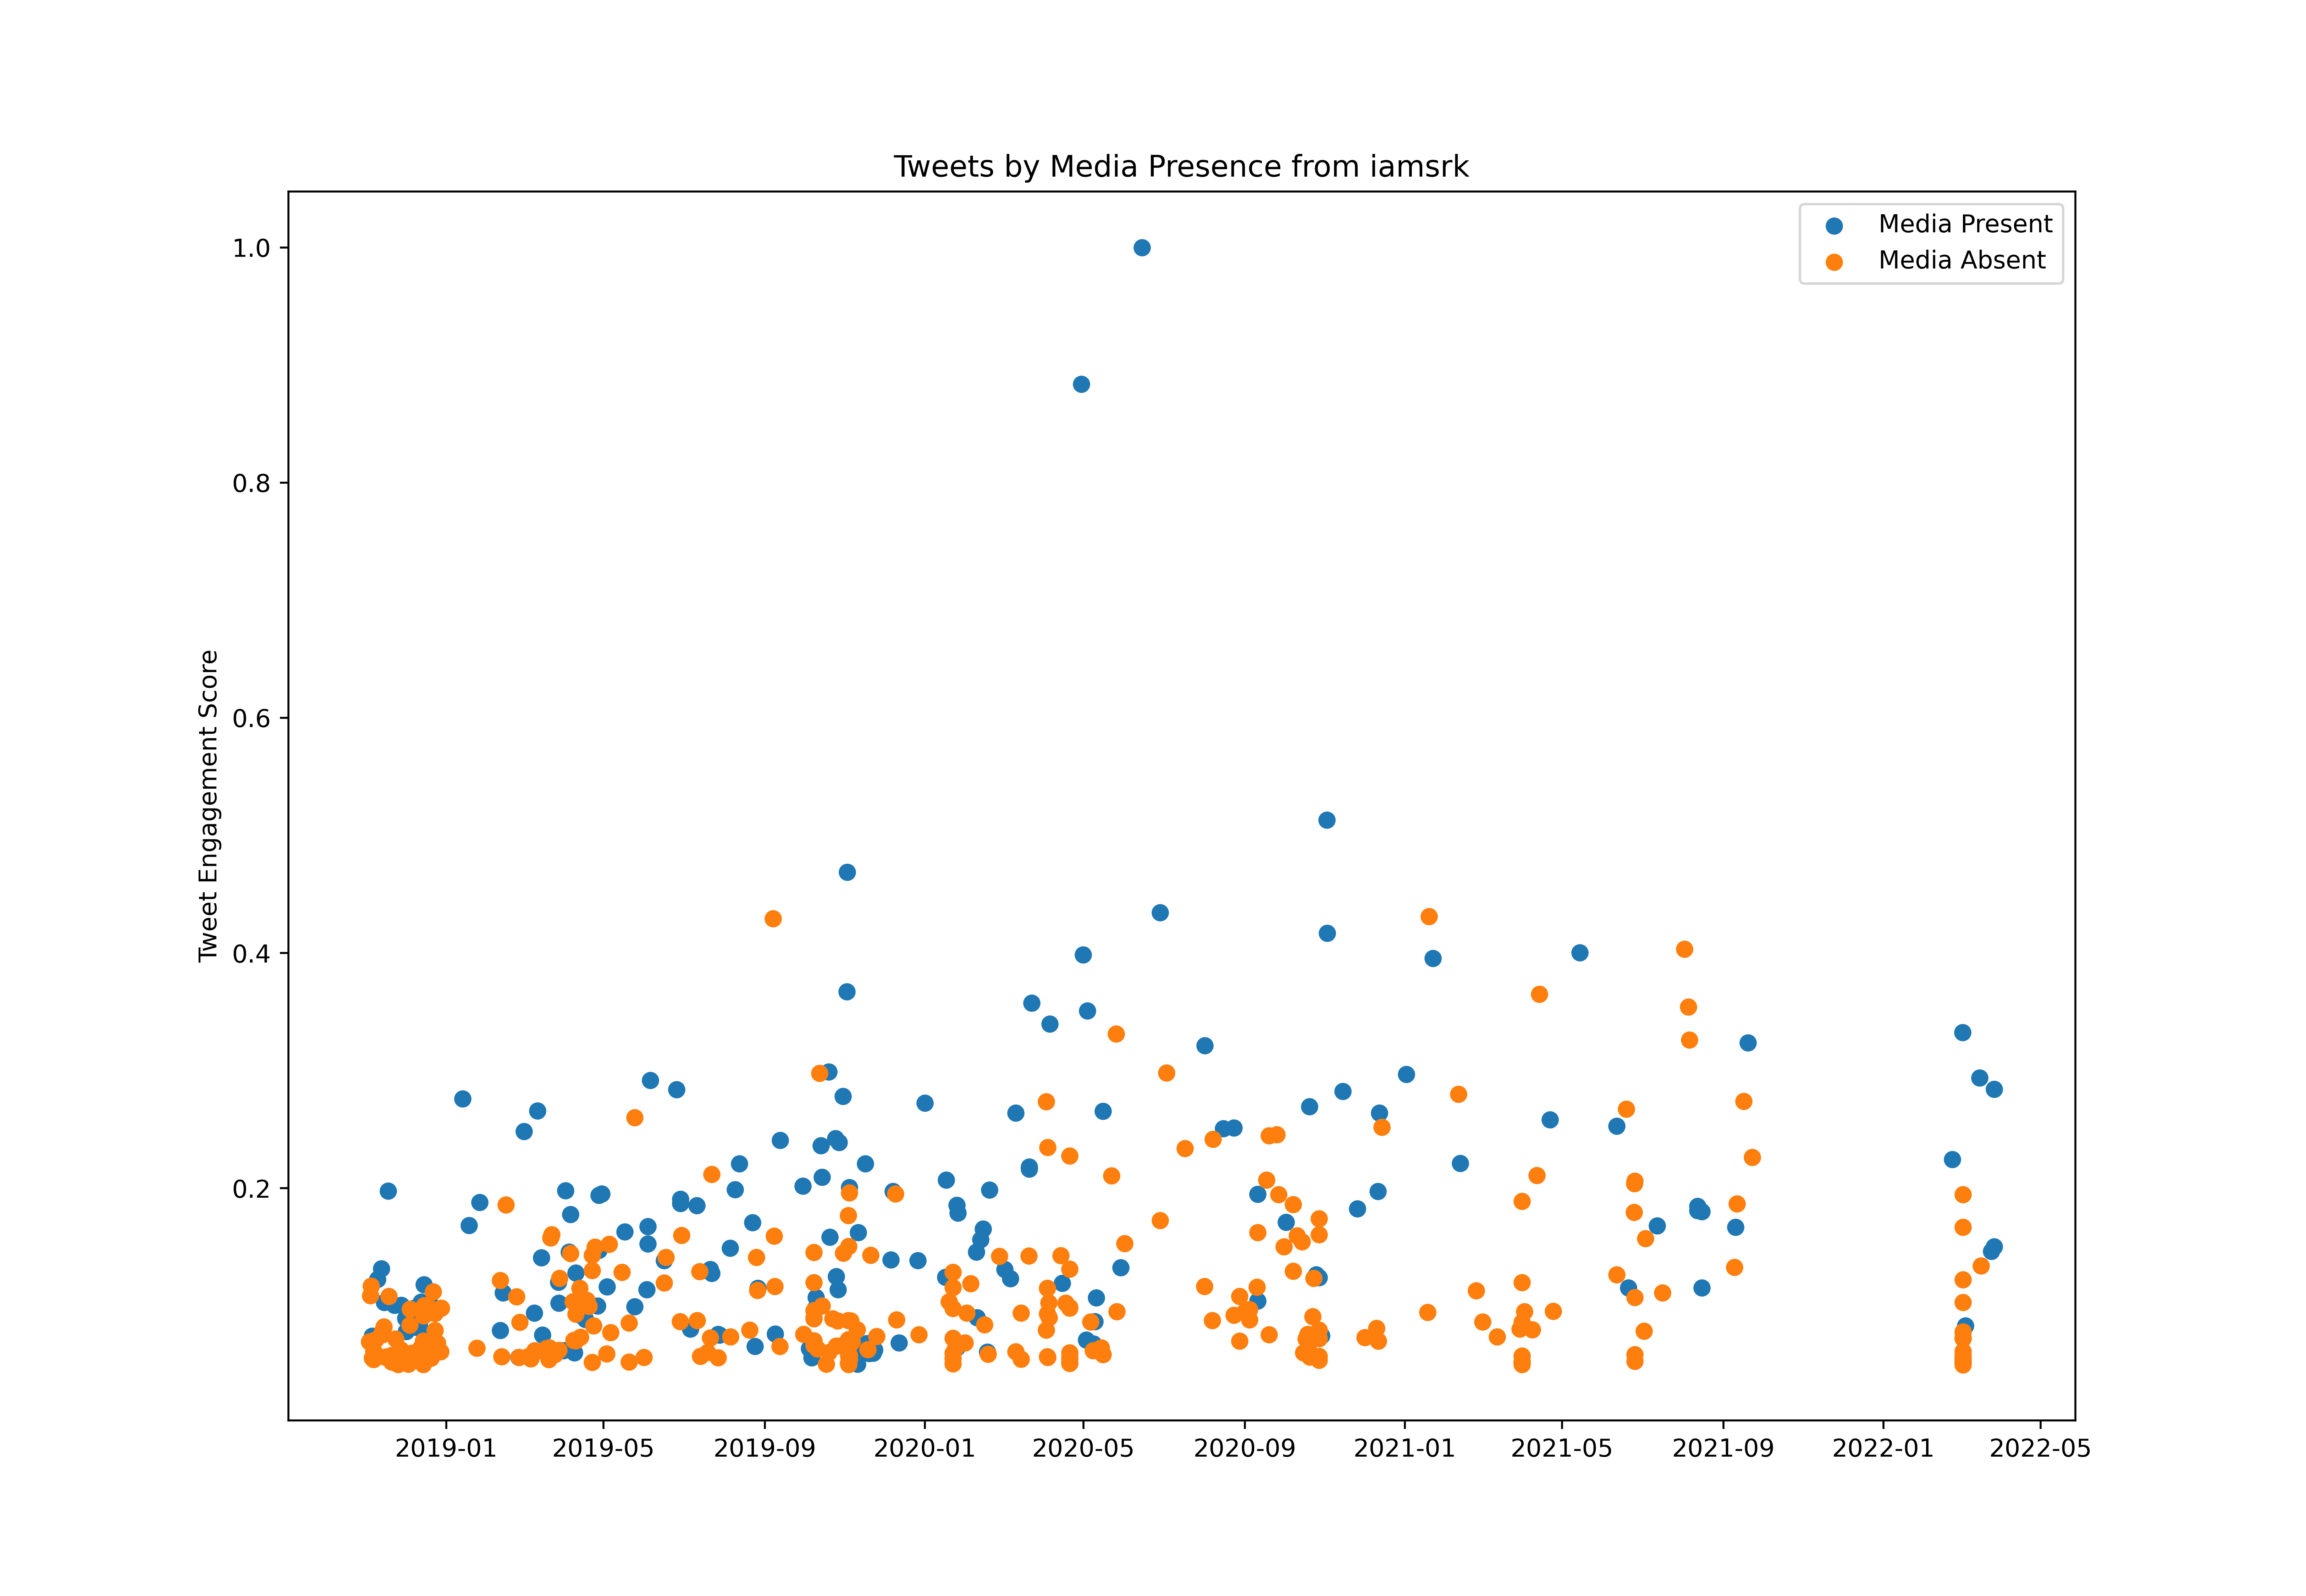 Tweets by Media Presence from iamsrk
Media Present
Media Absent
Tweet Engagement Score
1.0
0.8
0.6
0.4
0.2
2019-01 2019-05 2019-09 2020-01 2020-05 2020-09 2021-01 2021-05 2021-09 2022-01 2022-05